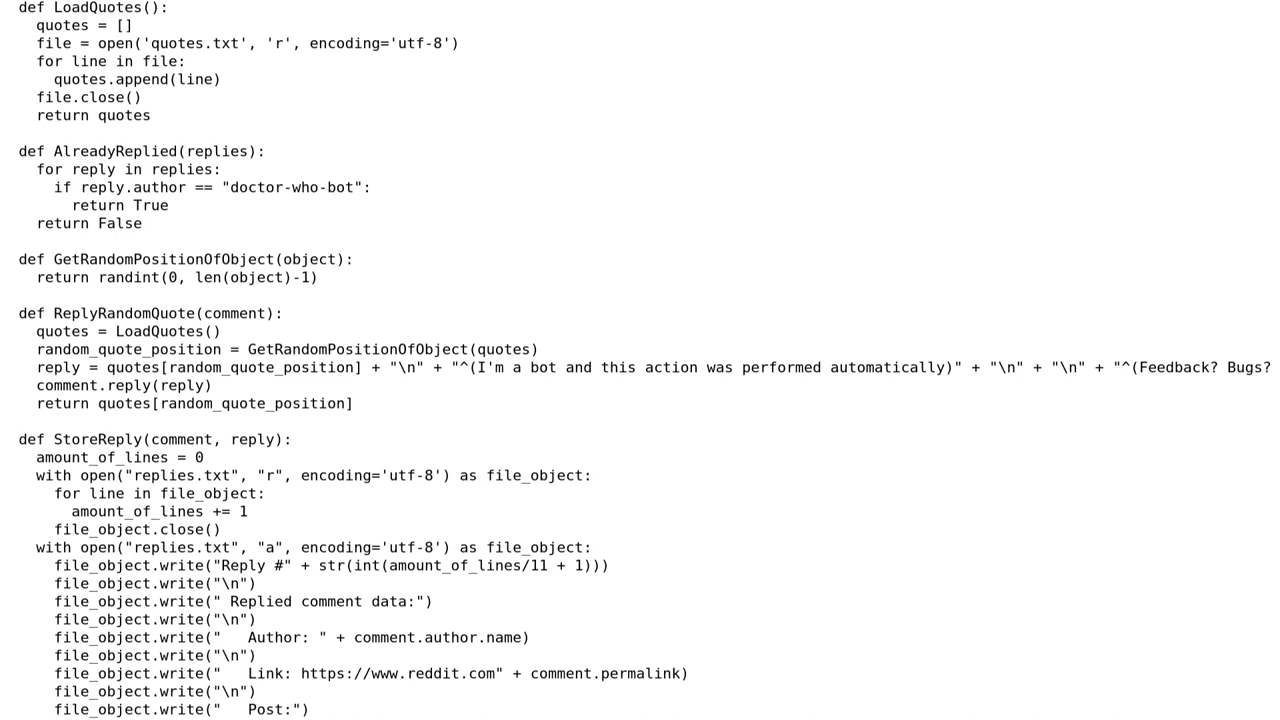 def LoadQuotes():
  quotes = []
  file = open('quotes.txt', 'r', encoding='utf-8')
  for line in file:
    quotes.append(line)
  file.close()
  return quotes

def AlreadyReplied(replies):
  for reply in replies:
    if reply.author == "doctor-who-bot":
      return True
  return False

def GetRandomPositionOfObject(object):
  return randint(0, len(object)-1)

def ReplyRandomQuote(comment):
  quotes = LoadQuotes()
  random_quote_position = GetRandomPositionOfObject(quotes)
  reply = quotes[random_quote_position] + "\n" + "^(I'm a bot and this action was performed automatically)" + "\n" + "\n" + "^(Feedback? Bugs?
  comment.reply(reply)
  return quotes[random_quote_position]

def StoreReply(comment, reply):
  amount_of_lines = 0
  with open("replies.txt", "r", encoding='utf-8') as file_object:
    for line in file_object:
      amount_of_lines += 1
    file_object.close()
  with open("replies.txt", "a", encoding='utf-8') as file_object:
    file_object.write("Reply #" + str(int(amount_of_lines/11 + 1)))
    file_object.write("\n")
    file_object.write(" Replied comment data:")
    file_object.write("\n")
    file_object.write("   Author: " + comment.author.name)
    file_object.write("\n")
    file_object.write("   Link: https://www.reddit.com" + comment.permalink)
    file_object.write("\n")
    file_object.write("   Post:")